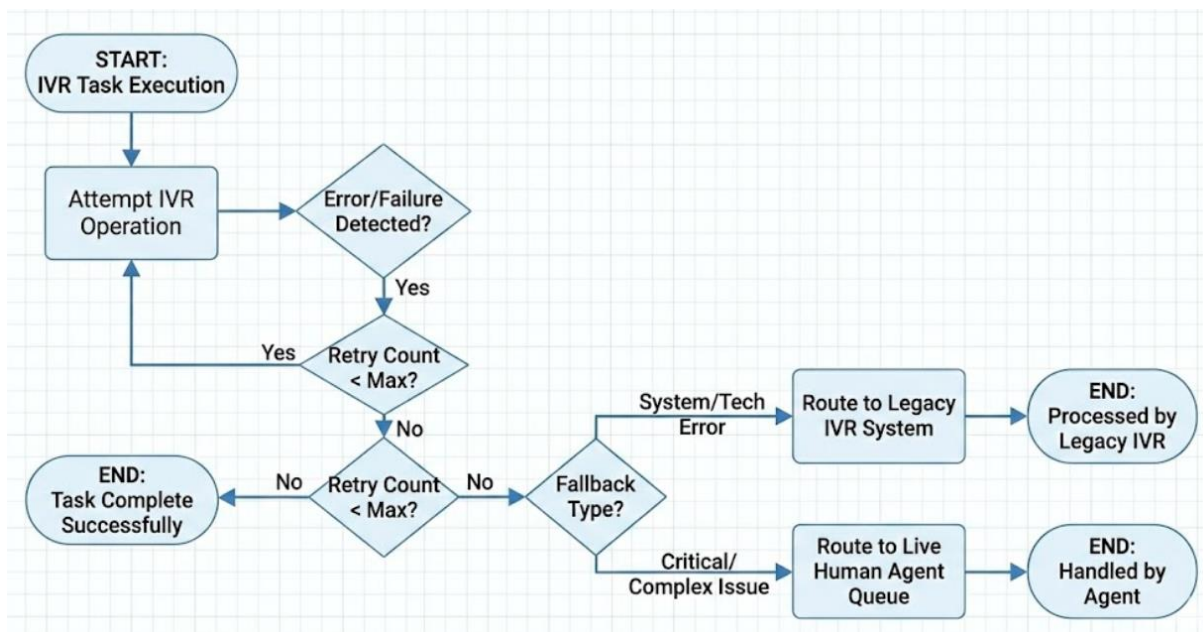 START:
IVR Task Execution
Attempt IVR
Operation
Error/Failure
Detected?
Yes
Yes
Retry Count
< Max?
No
System/Tech
Error
Route to Legacy
IVR System
END:
Processed by
Legacy IVR
END:
Task Complete
Successfully
No
Retry Count
< Max?
No
Fallback
Type?
Critical/
Complex Issue
Route to Live
Human Agent
Queue
END:
Handled by
Agent